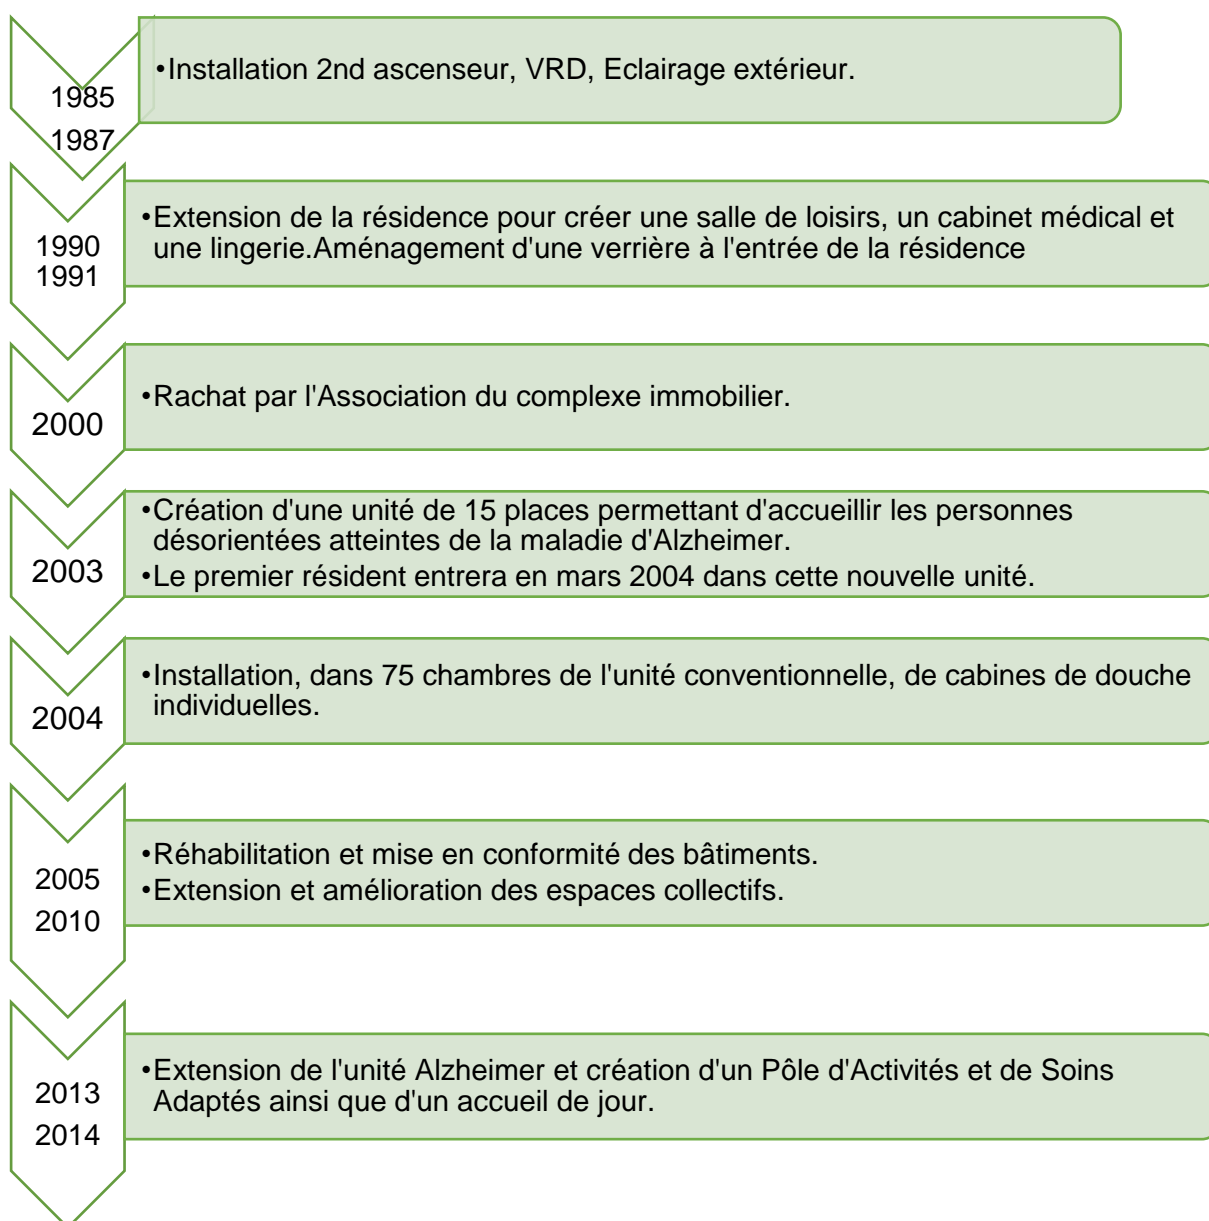 •Installation 2nd ascenseur, VRD, Eclairage extérieur.
1985
1987
•Extension de la résidence pour créer une salle de loisirs, un cabinet médical et
une lingerie.Aménagement d'une verrière à l'entrée de la résidence
1990
1991
•Rachat par l'Association du complexe immobilier.
2000
•Création d'une unité de 15 places permettant d'accueillir les personnes
désorientées atteintes de la maladie d'Alzheimer.
•Le premier résident entrera en mars 2004 dans cette nouvelle unité.
2003
•Installation, dans 75 chambres de l'unité conventionnelle, de cabines de douche
individuelles.
2004
•Réhabilitation et mise en conformité des bâtiments.
•Extension et amélioration des espaces collectifs.
2005
2010
•Extension de l'unité Alzheimer et création d'un Pôle d'Activités et de Soins
Adaptés ainsi que d'un accueil de jour.
2013
2014